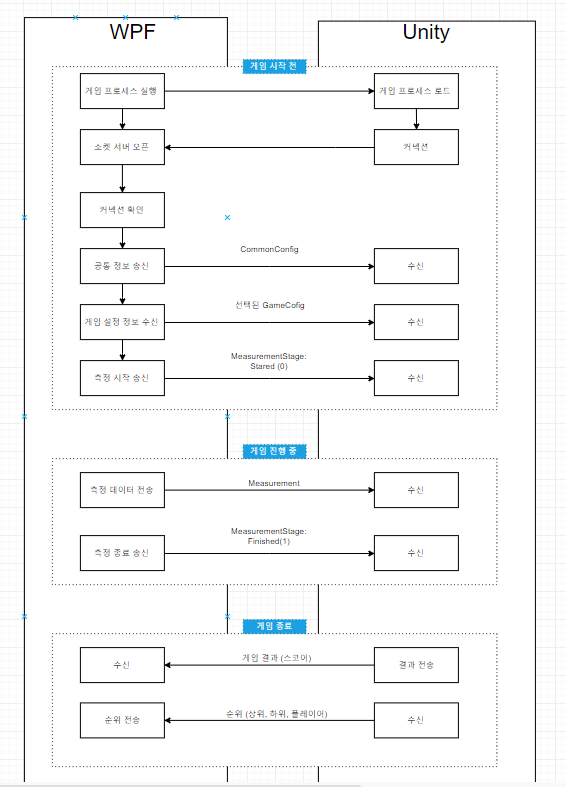 WPF
Unity
게임 시작 전
게임 프로세스 실행
게임 프로세스 로드
소켓 서버 오픈
커넥션
커넥션 확인
공통 정보 송신
CommonConfig
수신
게임 설정 정보 수신
선택된 GameCofig
수신
측정 시작 송신
MeasurementStage:
Stared (0)
수신
게임 진행 중
측정 데이터 전송
Measurement
수신
측정 종료 송신
MeasurementStage:
Finished(1)
수신
게임 종료
수신
게임 결과 (스코어)
결과 전송
순위 전송
순위 (상위, 하위, 플레이어)
수신